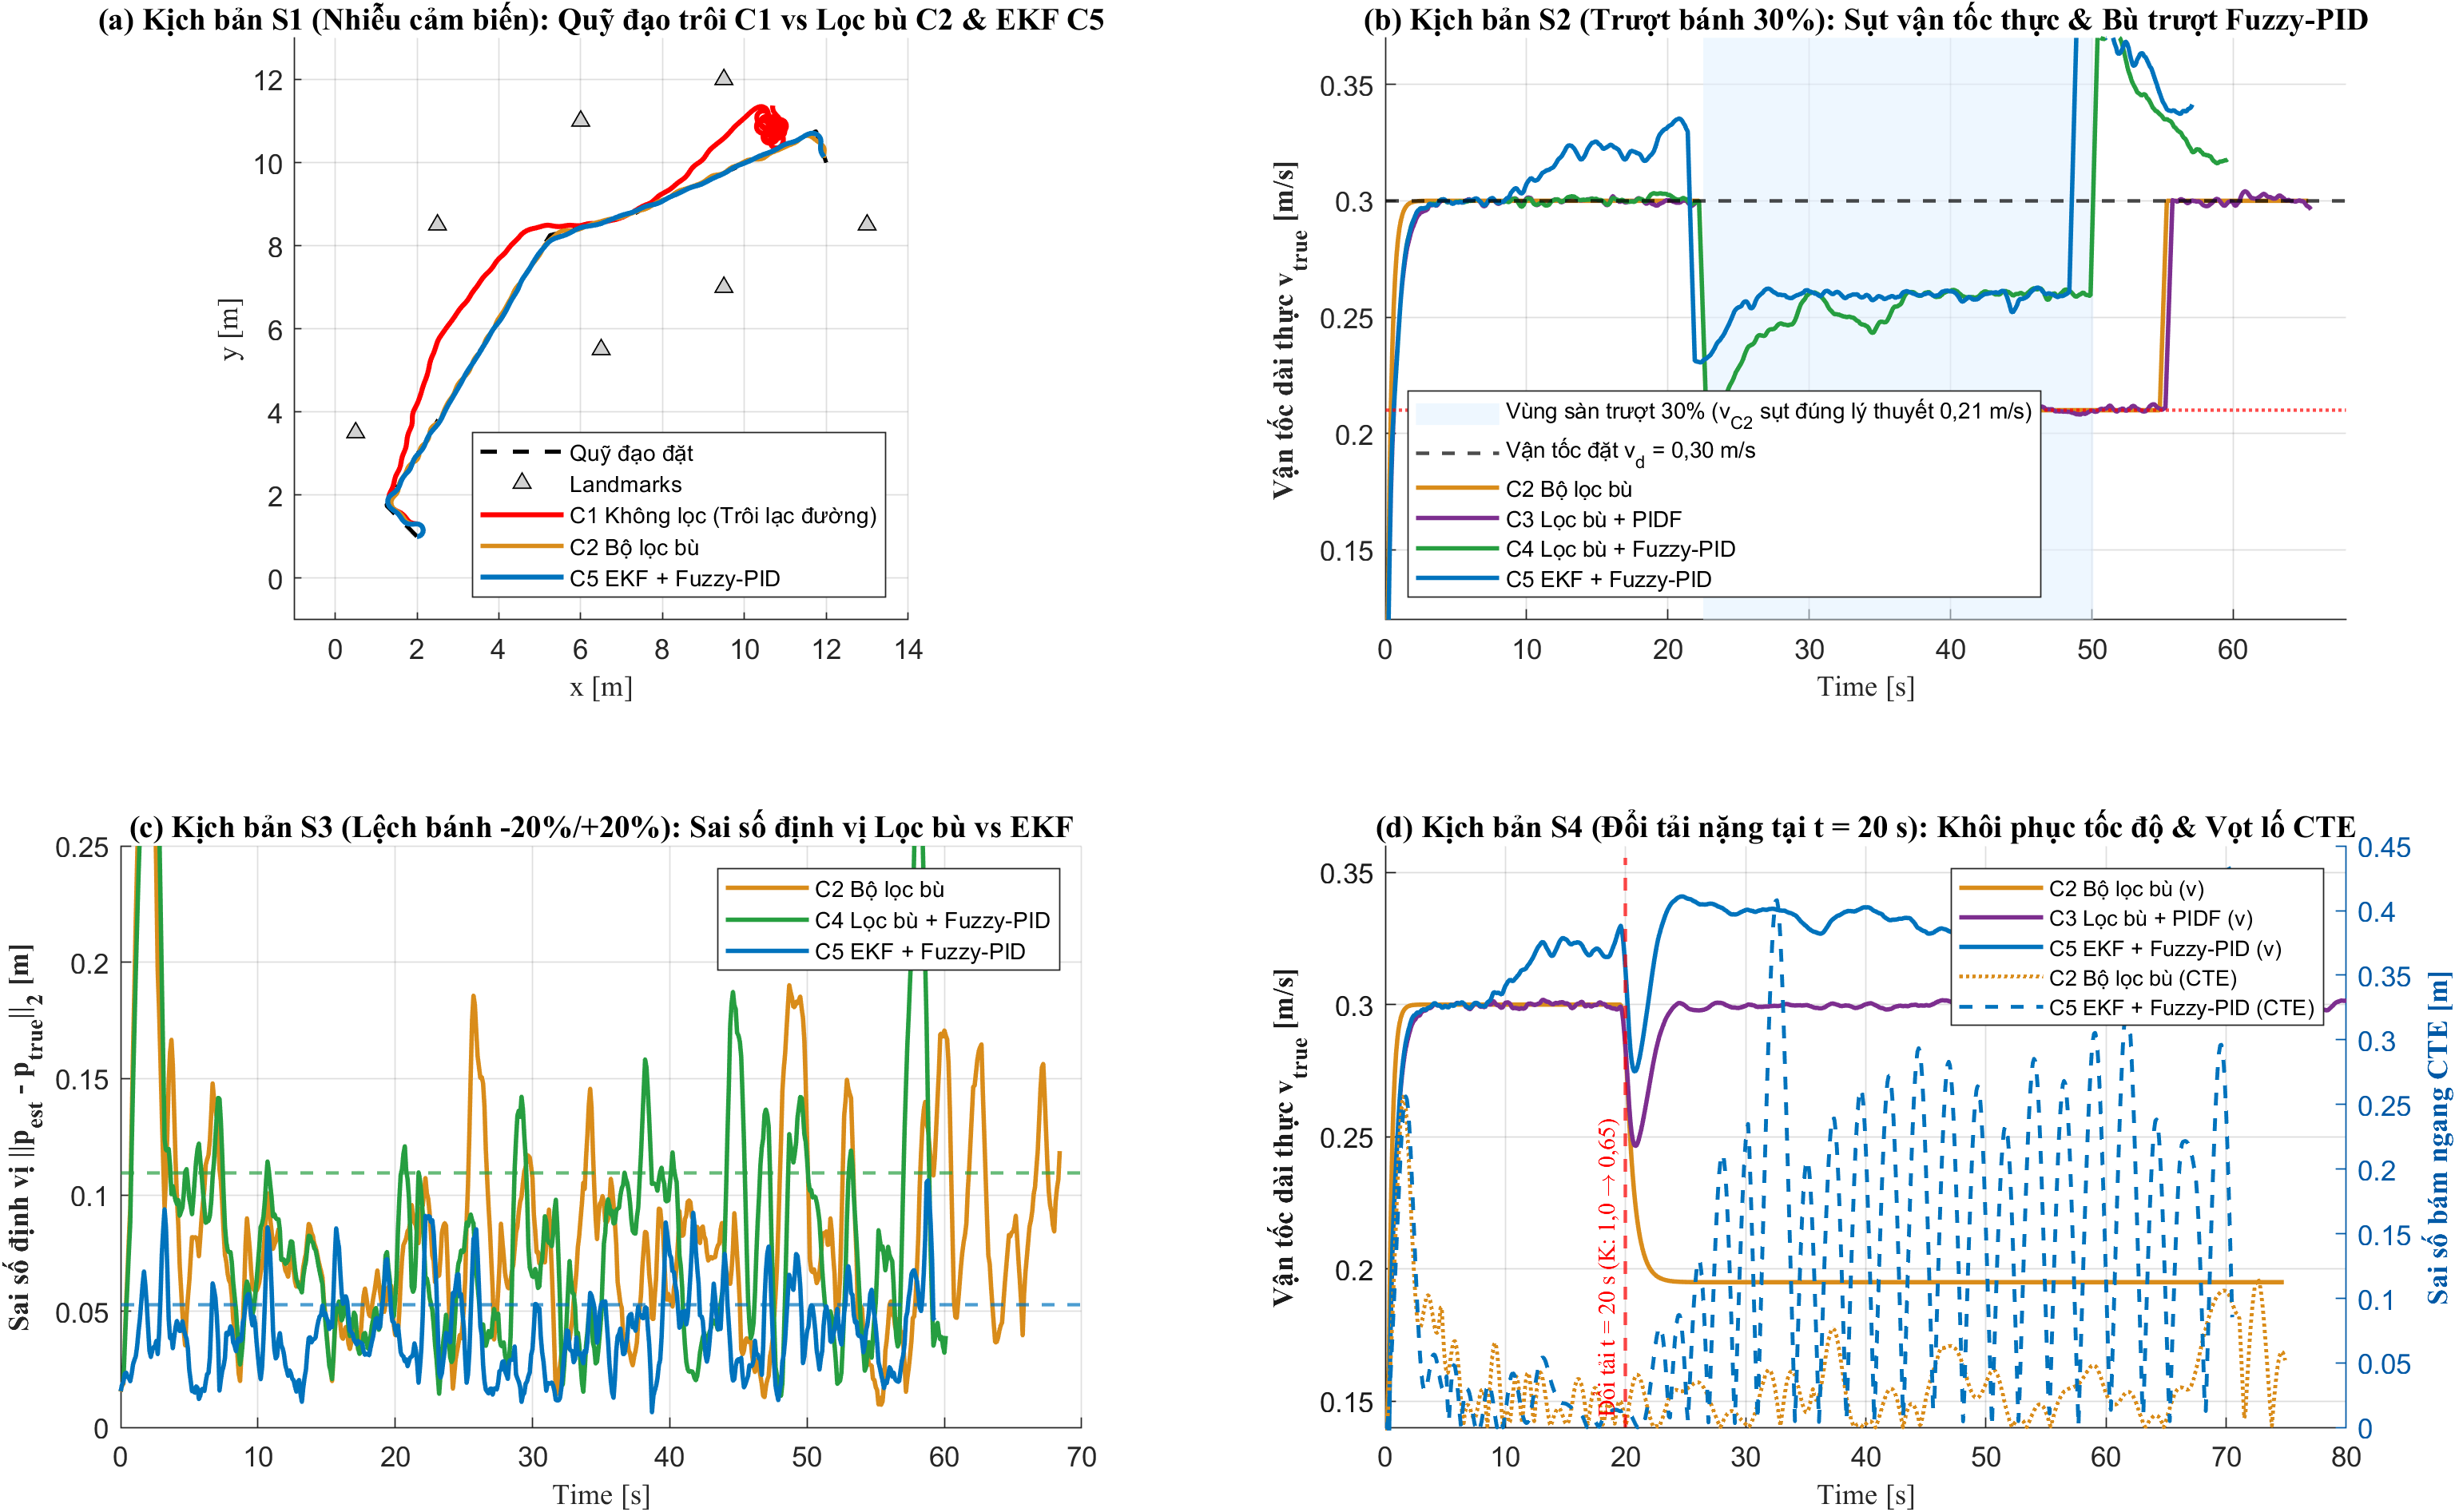 (a) Kịch bản S1 (Nhiễu cảm biến): Quỹ đạo trôi C1 vs Lọc bù C2 & EKF C5
12
10
8
6
4
2
0
y [m]
0 2 4 6 8 10 12 14
x [m]
Quỹ đạo đặt
Landmarks
C1 Không lọc (Trôi lạc đường)
C2 Bộ lọc bù
C5 EKF + Fuzzy-PID
(b) Kịch bản S2 (Trượt bánh 30%): Sụt vận tốc thực & Bù trượt Fuzzy-PID
0.35
0.3
0.25
0.2
0.15
Vận tốc dài thực v_true [m/s]
0 10 20 30 40 50 60
Time [s]
Vùng sàn trượt 30% (v_C2 sụt đúng lý thuyết 0,21 m/s)
Vận tốc đặt v_d = 0,30 m/s
C2 Bộ lọc bù
C3 Lọc bù + PIDF
C4 Lọc bù + Fuzzy-PID
C5 EKF + Fuzzy-PID
(c) Kịch bản S3 (Lệch bánh -20%/+20%): Sai số định vị Lọc bù vs EKF
0.25
0.2
0.15
0.1
0.05
0
Sai số định vị ||p_est - p_true||_2 [m]
0 10 20 30 40 50 60 70
Time [s]
C2 Bộ lọc bù
C4 Lọc bù + Fuzzy-PID
C5 EKF + Fuzzy-PID
(d) Kịch bản S4 (Đổi tải nặng tại t = 20 s): Khôi phục tốc độ & Vọt lố CTE
0.35
0.3
0.25
0.2
0.15
Vận tốc dài thực v_true [m/s]
0 10 20 30 40 50 60 70 80
Time [s]
0.45
0.4
0.35
0.3
0.25
0.2
0.15
0.1
0.05
0
Sai số bám ngang CTE [m]
Đổi tải t = 20 s (K: 1,0 → 0,65)
C2 Bộ lọc bù (v)
C3 Lọc bù + PIDF (v)
C5 EKF + Fuzzy-PID (v)
C2 Bộ lọc bù (CTE)
C5 EKF + Fuzzy-PID (CTE)